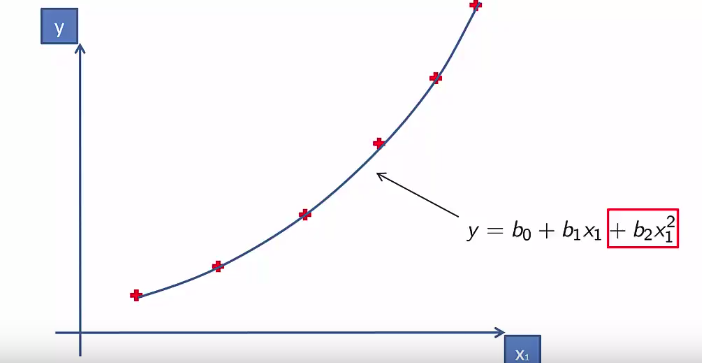 y
y = b₀ + b₁x₁ + b₂x₁²
x₁